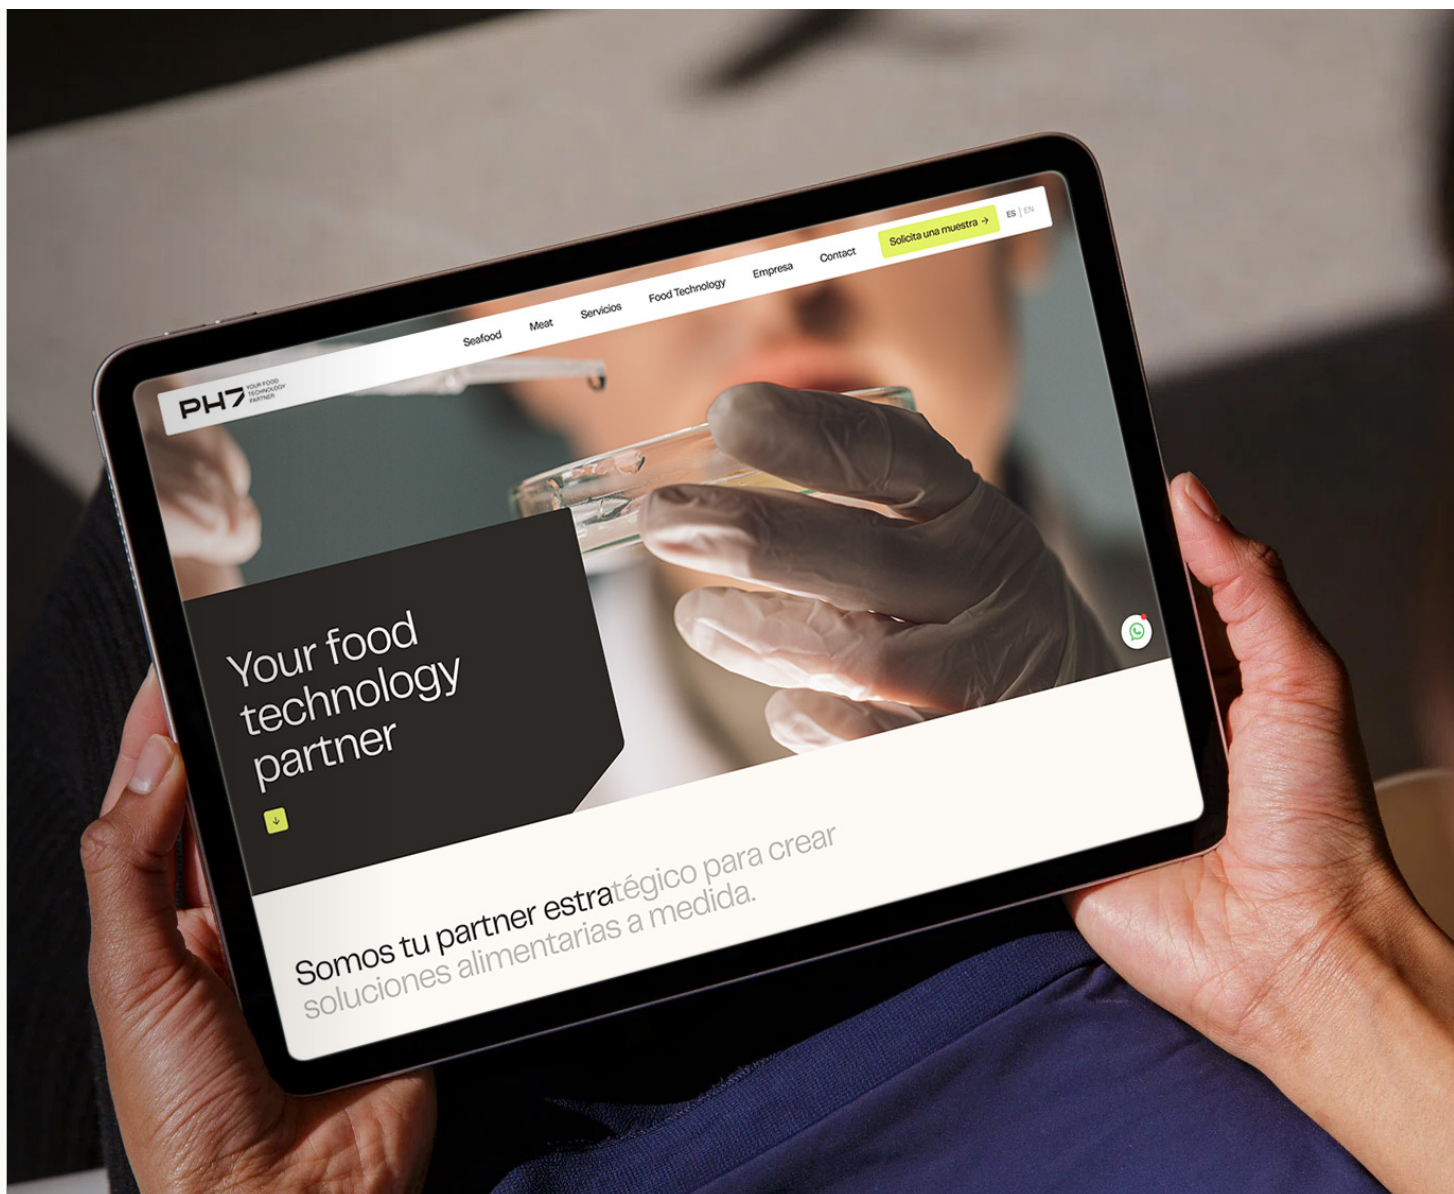 PH7
YOUR FOOD
TECHNOLOGY
PARTNER
Seafood
Meat
Servicios
Food Technology
Empresa
Contact
Solicita una muestra →
ES | EN
Your food
technology
partner
Somos tu partner estratégico para crear
soluciones alimentarias a medida.